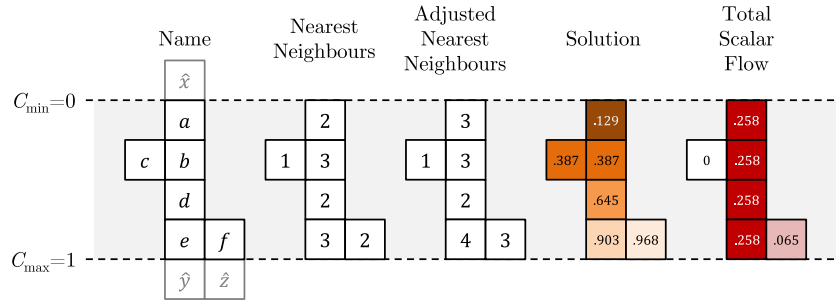 Name
Nearest
Neighbours
Adjusted
Nearest
Neighbours
Solution
Total
Scalar
Flow
x̂
C_min=0
a 2 3 .129 .258
c b 1 3 1 3 .387 .387 0 .258
d 2 2 .645 .258
e f 3 2 4 3 .903 .968 .258 .065
C_max=1
ŷ ẑ